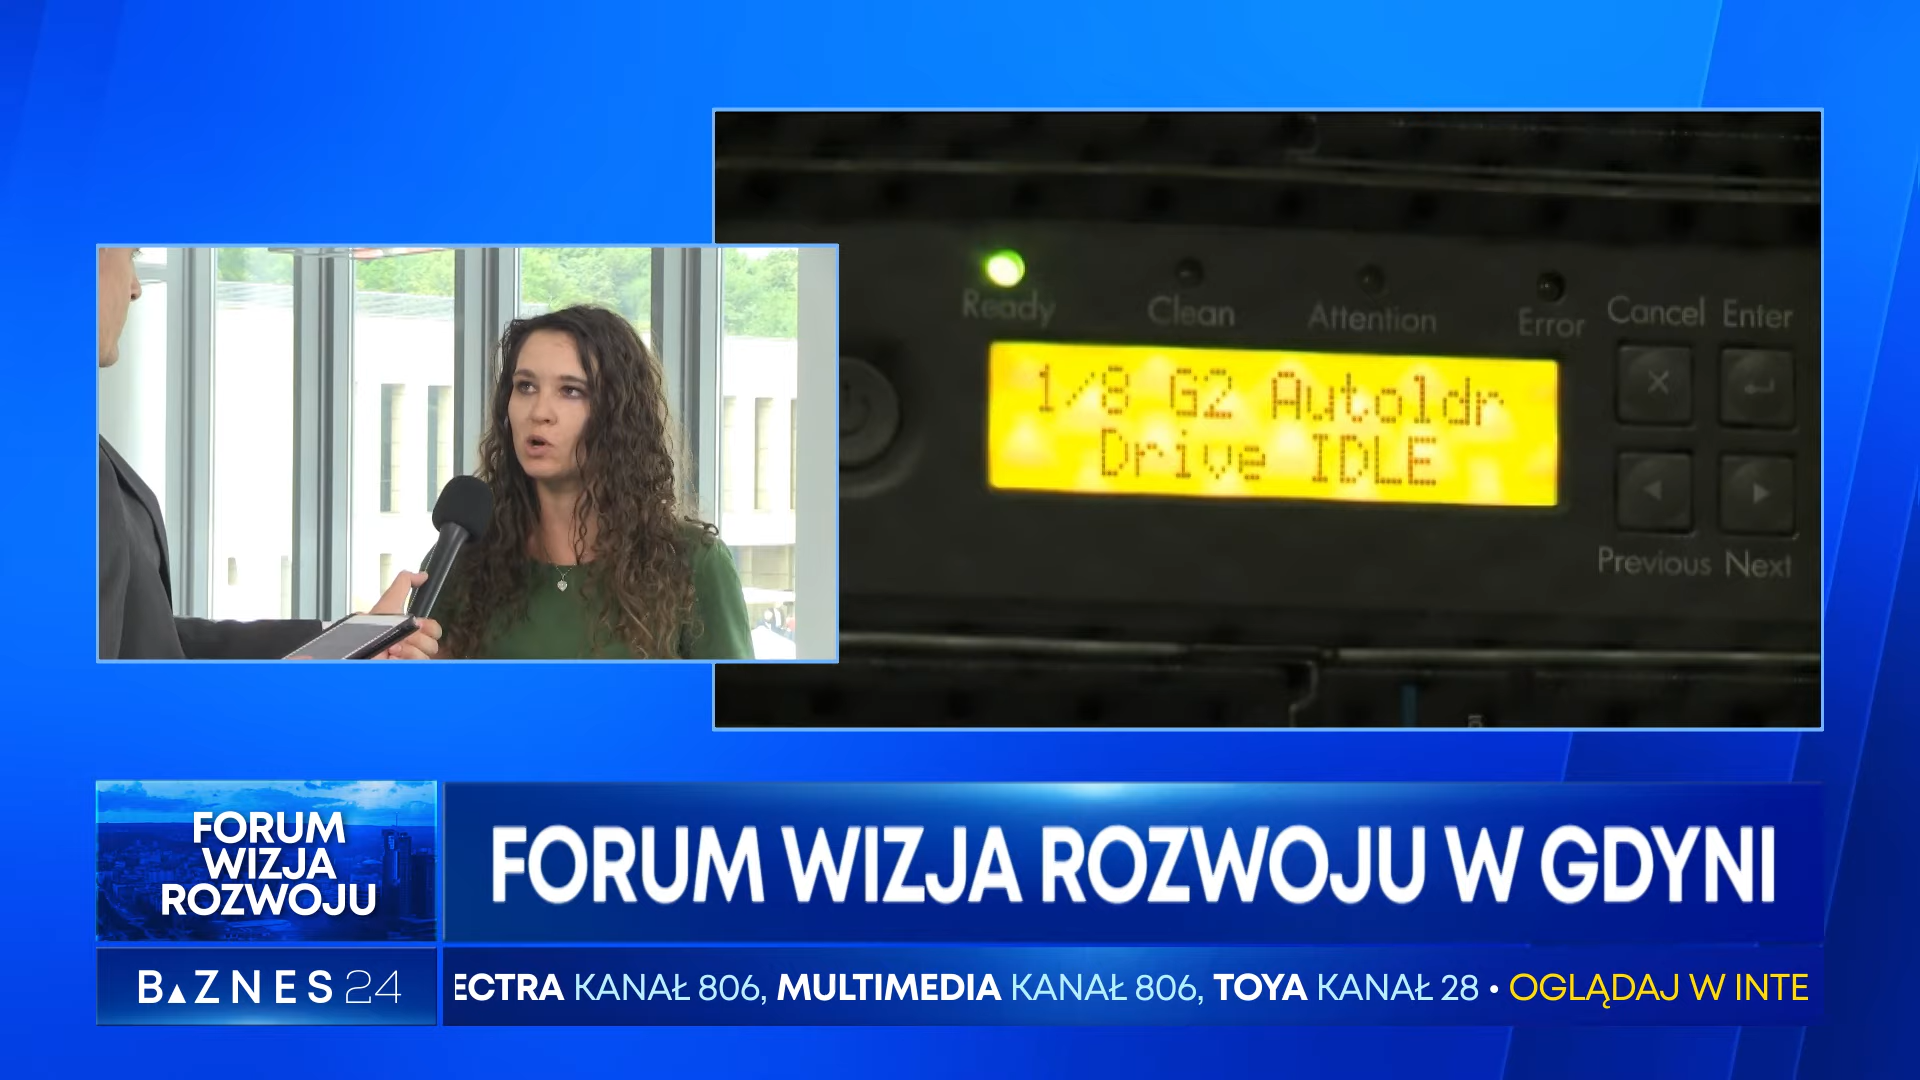 Ready
Clean
Attention
Error
Cancel
Enter
1/8 G2 Autoldr
Drive IDLE
Previous
Next
FORUM
WIZJA
ROZWOJU
FORUM WIZJA ROZWOJU W GDYNI
BIZNES24
ECTRA KANAŁ 806, MULTIMEDIA KANAŁ 806, TOYA KANAŁ 28 • OGLĄDAJ W INTE